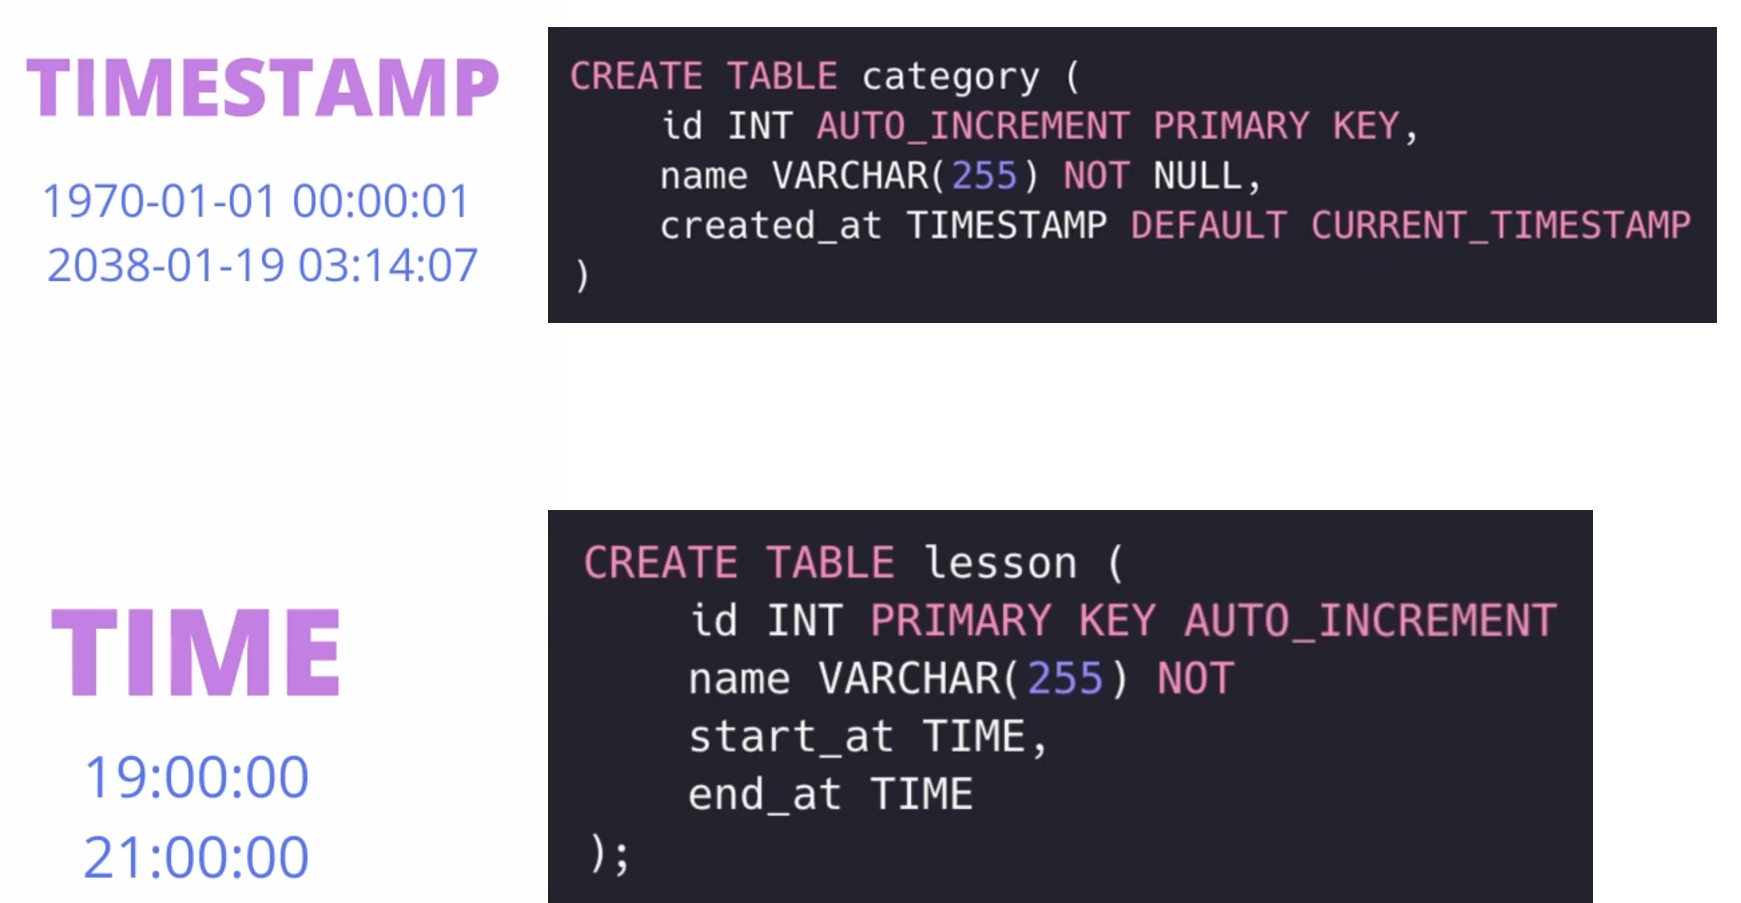 TIMESTAMP
1970-01-01 00:00:01
2038-01-19 03:14:07
CREATE TABLE category (
id INT AUTO_INCREMENT PRIMARY KEY,
name VARCHAR(255) NOT NULL,
created_at TIMESTAMP DEFAULT CURRENT_TIMESTAMP
)
TIME
19:00:00
21:00:00
CREATE TABLE lesson (
id INT PRIMARY KEY AUTO_INCREMENT
name VARCHAR(255) NOT
start_at TIME,
end_at TIME
);